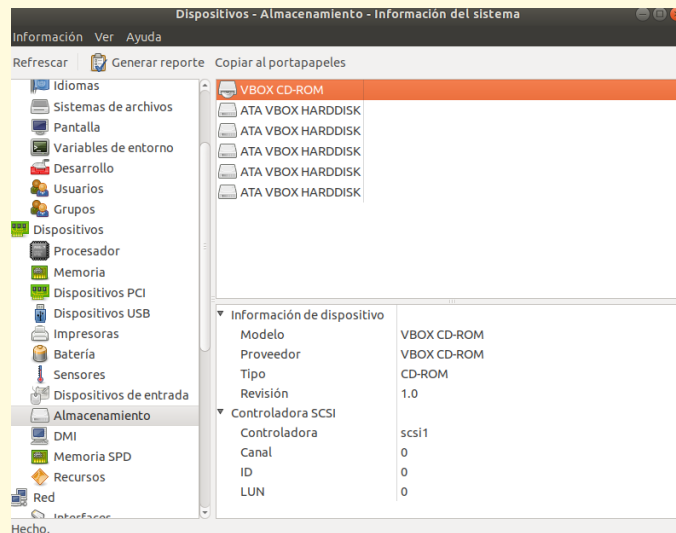 Dispositivos - Almacenamiento - Información del sistema
Información Ver Ayuda
Refrescar Generar reporte Copiar al portapapeles
Idiomas
Sistemas de archivos
Pantalla
Variables de entorno
Desarrollo
Usuarios
Grupos
Dispositivos
Procesador
Memoria
Dispositivos PCI
Dispositivos USB
Impresoras
Batería
Sensores
Dispositivos de entrada
Almacenamiento
DMI
Memoria SPD
Recursos
Red
Interfaces
VBOX CD-ROM
ATA VBOX HARDDISK
ATA VBOX HARDDISK
ATA VBOX HARDDISK
ATA VBOX HARDDISK
ATA VBOX HARDDISK
Información de dispositivo
Modelo VBOX CD-ROM
Proveedor VBOX CD-ROM
Tipo CD-ROM
Revisión 1.0
Controladora SCSI
Controladora scsi1
Canal 0
ID 0
LUN 0
Hecho.